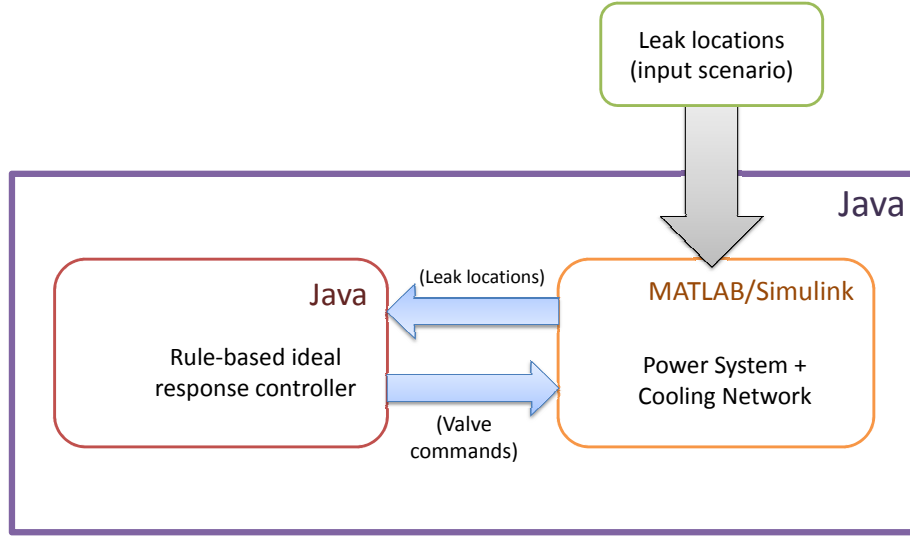 Leak locations
(input scenario)
Java
Java
(Leak locations)
MATLAB/Simulink
Rule-based ideal
response controller
Power System +
Cooling Network
(Valve
commands)